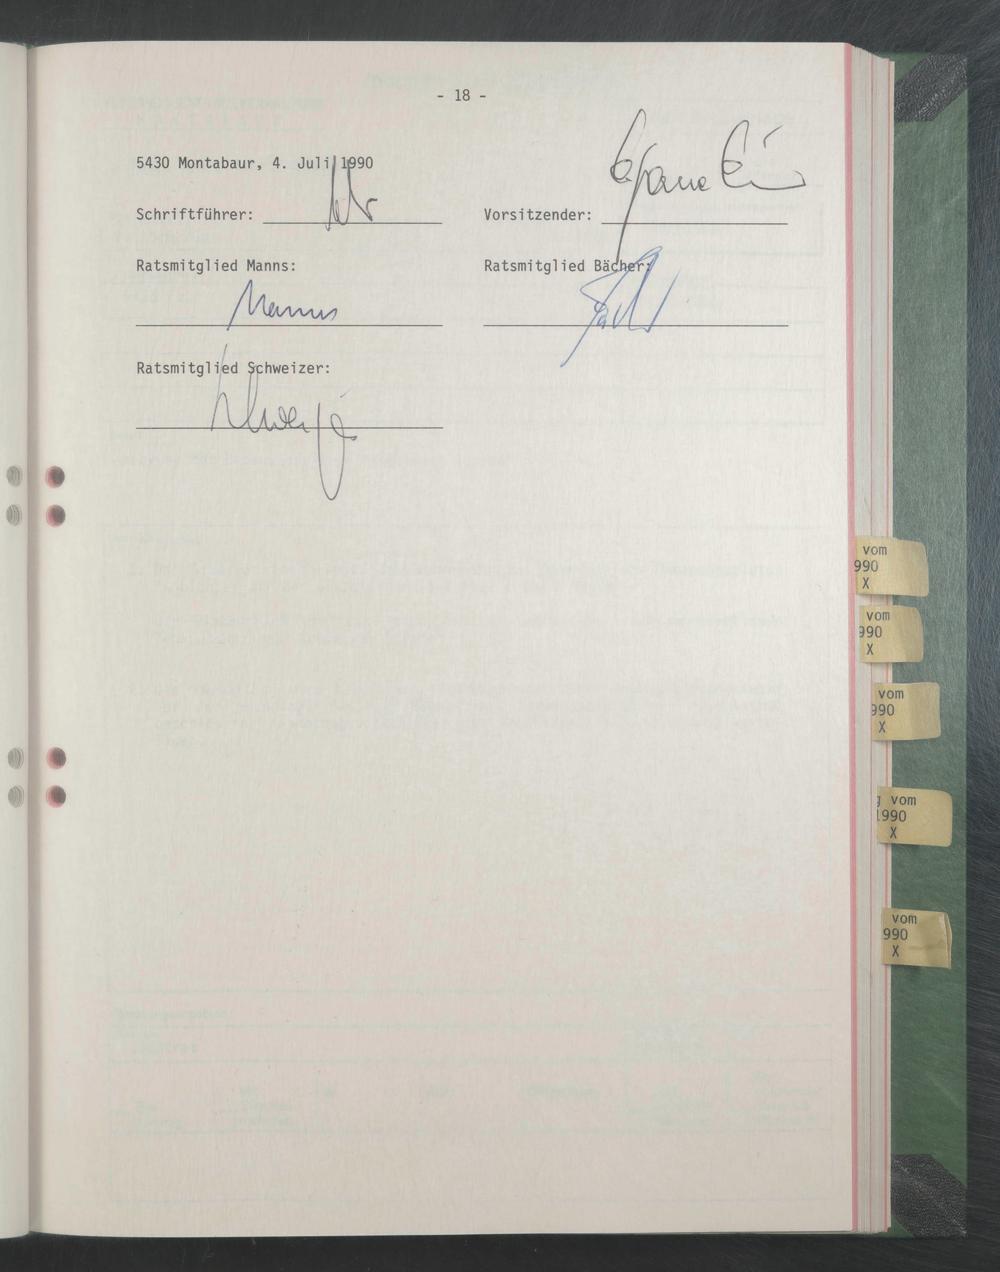 - 18 -
5430 Montabaur, 4. Juli 1990
Schriftführer: Vorsitzender:
Ratsmitglied Manns: Ratsmitglied Bächer:
Manns
Ratsmitglied Schweizer:
vom
990
X
vom
990
X
vom
990
X
g vom
1990
X
vom
990
X